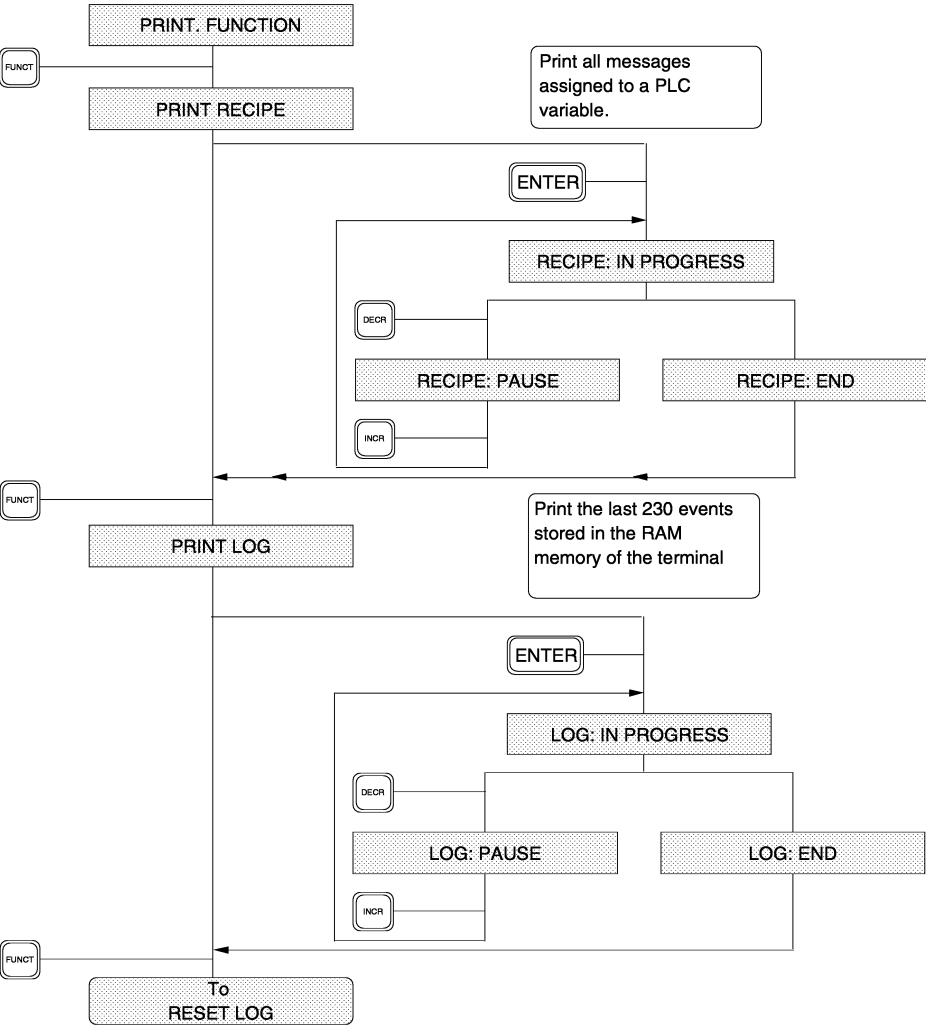 PRINT. FUNCTION
FUNCT
PRINT RECIPE
Print all messages
assigned to a PLC
variable.
ENTER
RECIPE: IN PROGRESS
DECR
RECIPE: PAUSE
RECIPE: END
INCR
FUNCT
PRINT LOG
Print the last 230 events
stored in the RAM
memory of the terminal
ENTER
LOG: IN PROGRESS
DECR
LOG: PAUSE
LOG: END
INCR
FUNCT
To
RESET LOG